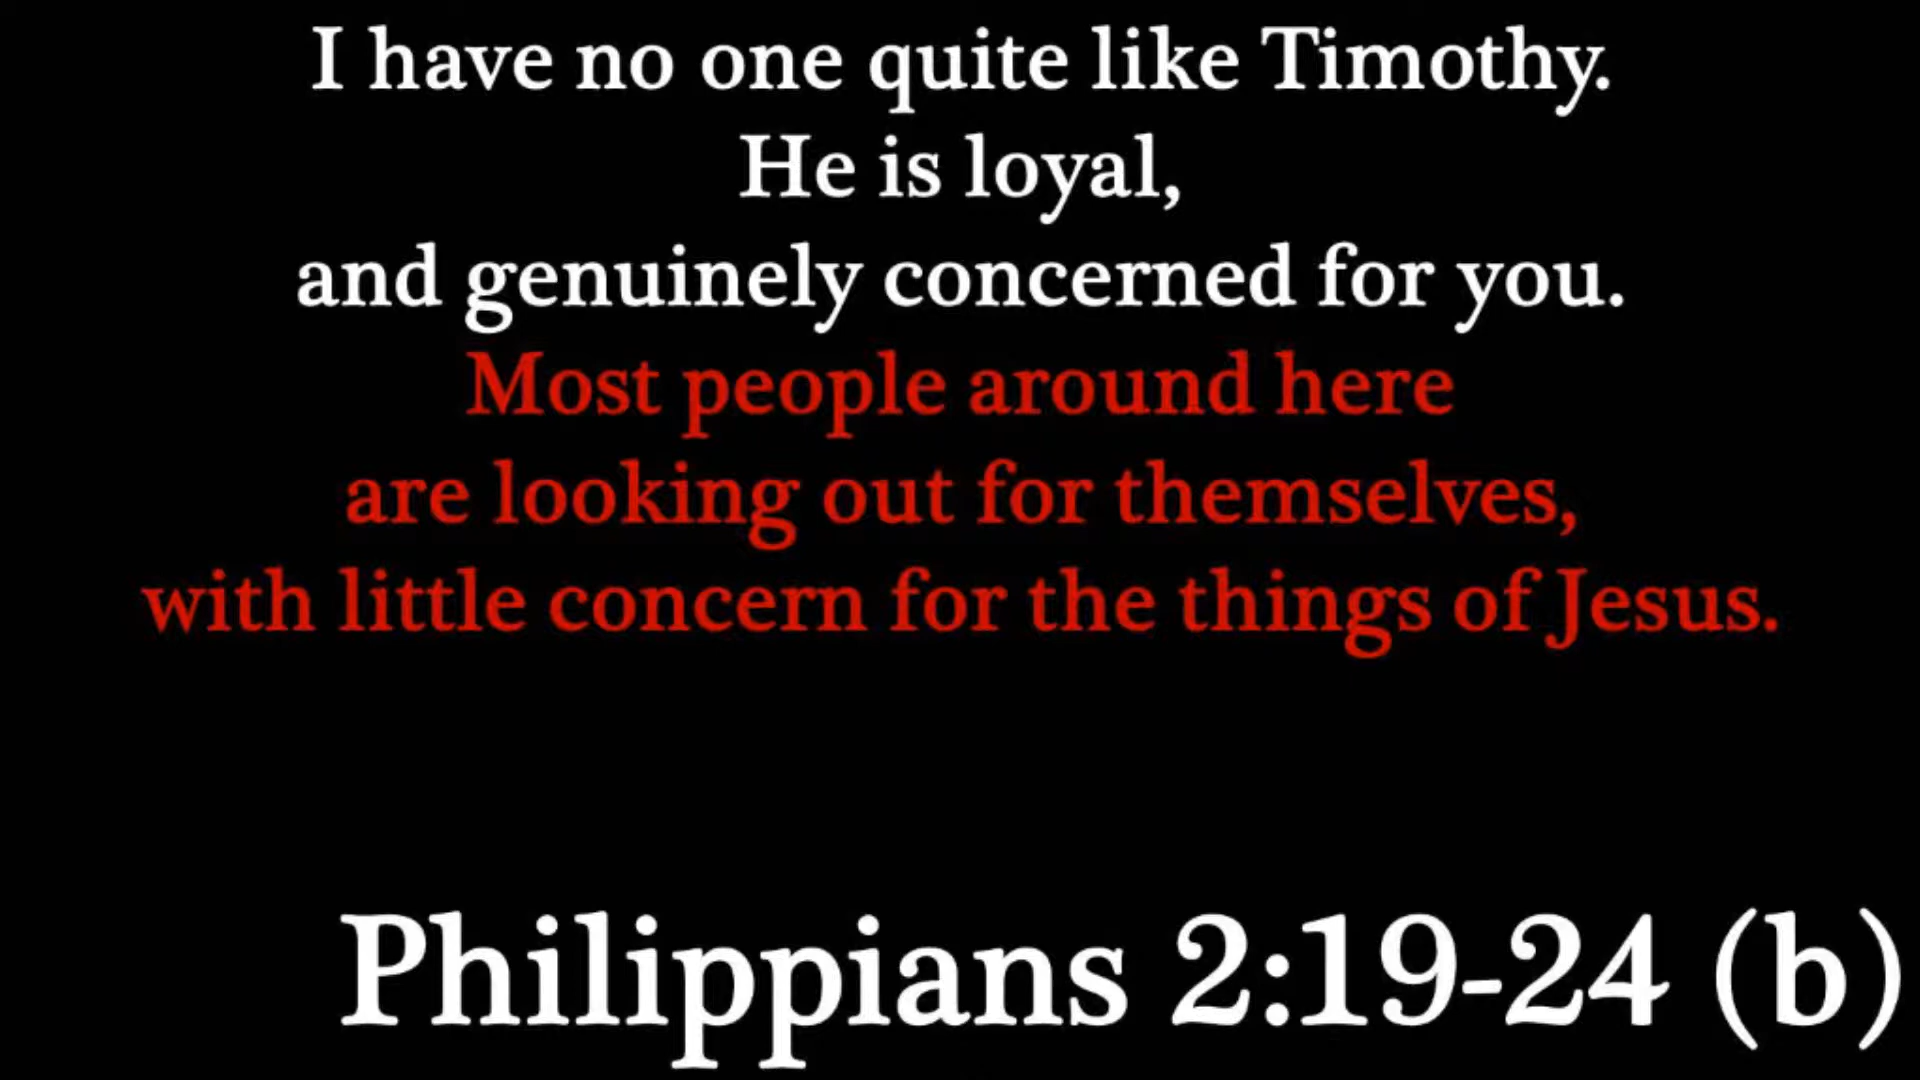 I have no one quite like Timothy.
He is loyal,
and genuinely concerned for you.
Most people around here
are looking out for themselves,
with little concern for the things of Jesus.
Philippians 2:19-24 (b)